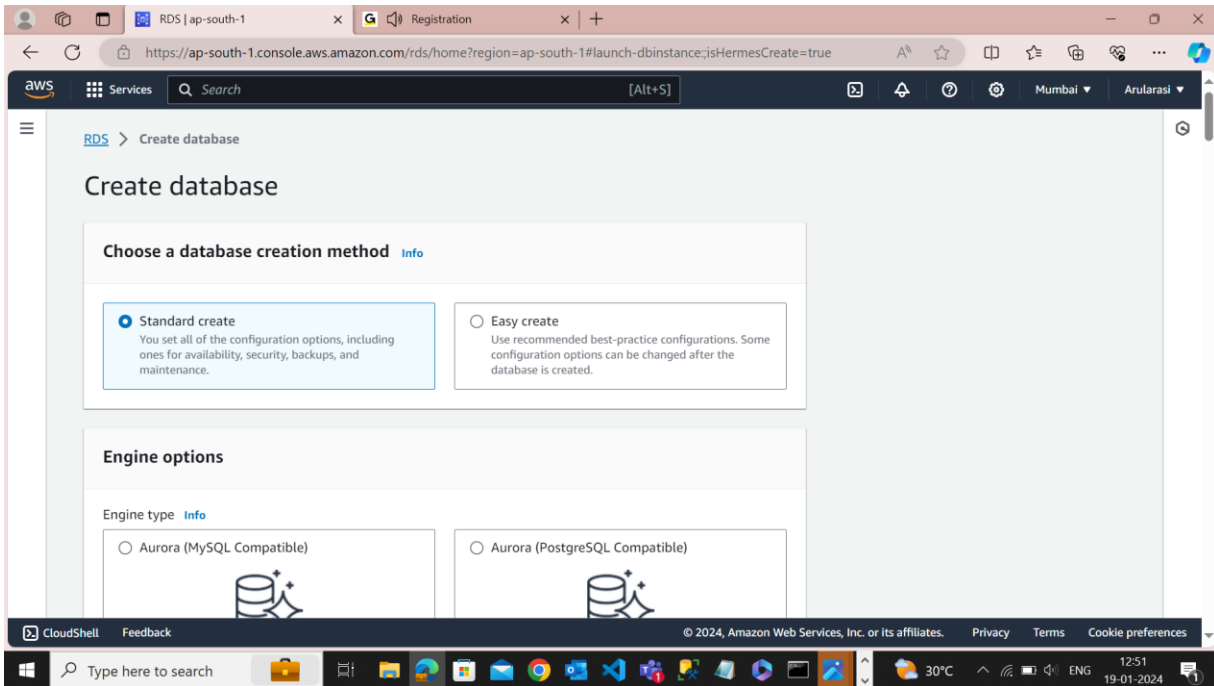 RDS | ap-south-1
G Registration
https://ap-south-1.console.aws.amazon.com/rds/home?region=ap-south-1#launch-dbinstance:;isHermesCreate=true
aws Services Search [Alt+S] Mumbai Arularasi
RDS > Create database
Create database
Choose a database creation method Info
Standard create
You set all of the configuration options, including
ones for availability, security, backups, and
maintenance.
Easy create
Use recommended best-practice configurations. Some
configuration options can be changed after the
database is created.
Engine options
Engine type Info
Aurora (MySQL Compatible)
Aurora (PostgreSQL Compatible)
CloudShell Feedback © 2024, Amazon Web Services, Inc. or its affiliates. Privacy Terms Cookie preferences
Type here to search 30°C ENG 12:51
19-01-2024